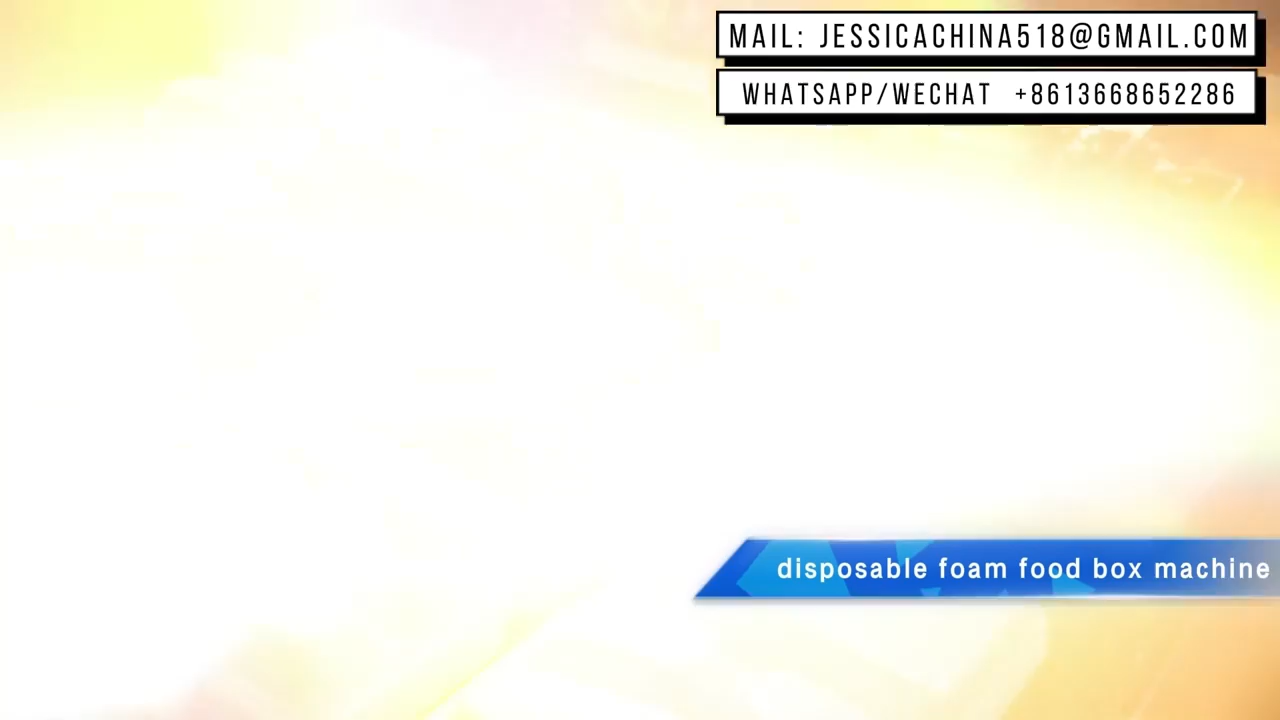 MAIL: JESSICACHINA518@GMAIL.COM
WHATSAPP/WECHAT +8613668652286
disposable foam food box machine